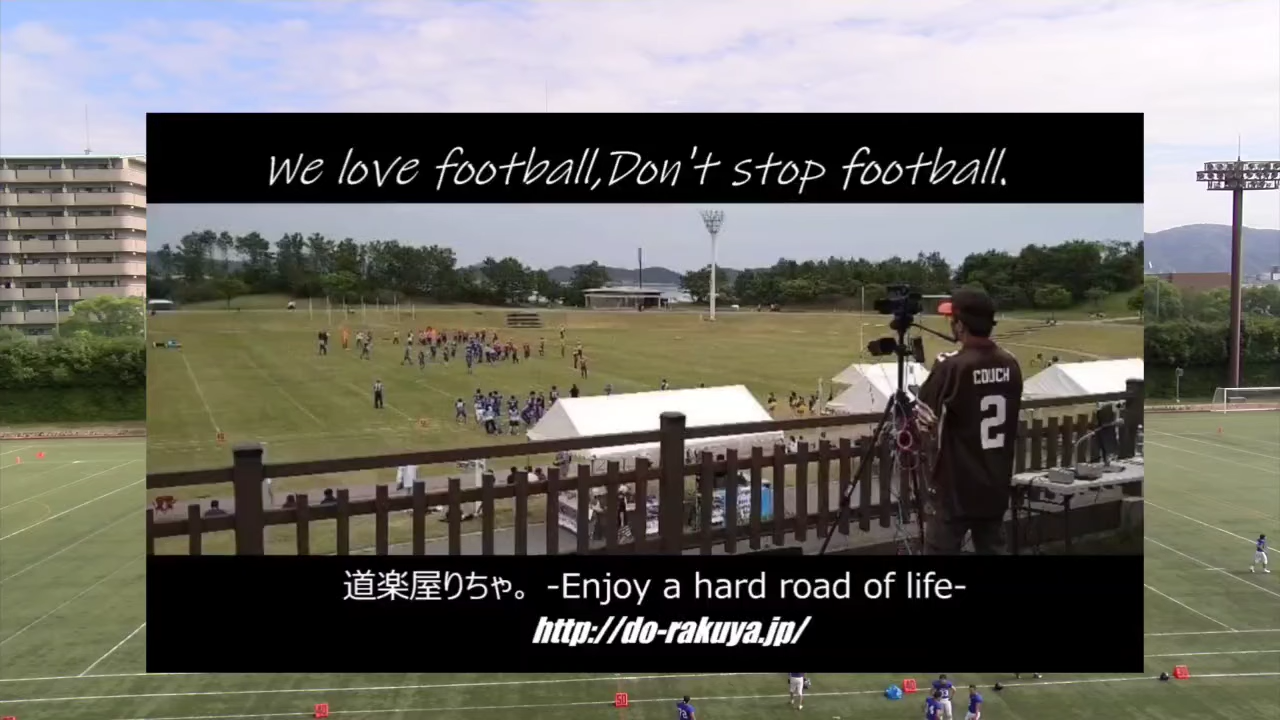 We love football,Don't stop football.
COUCH
2
道楽屋りちゃ。 -Enjoy a hard road of life-
http://do-rakuya.jp/
50